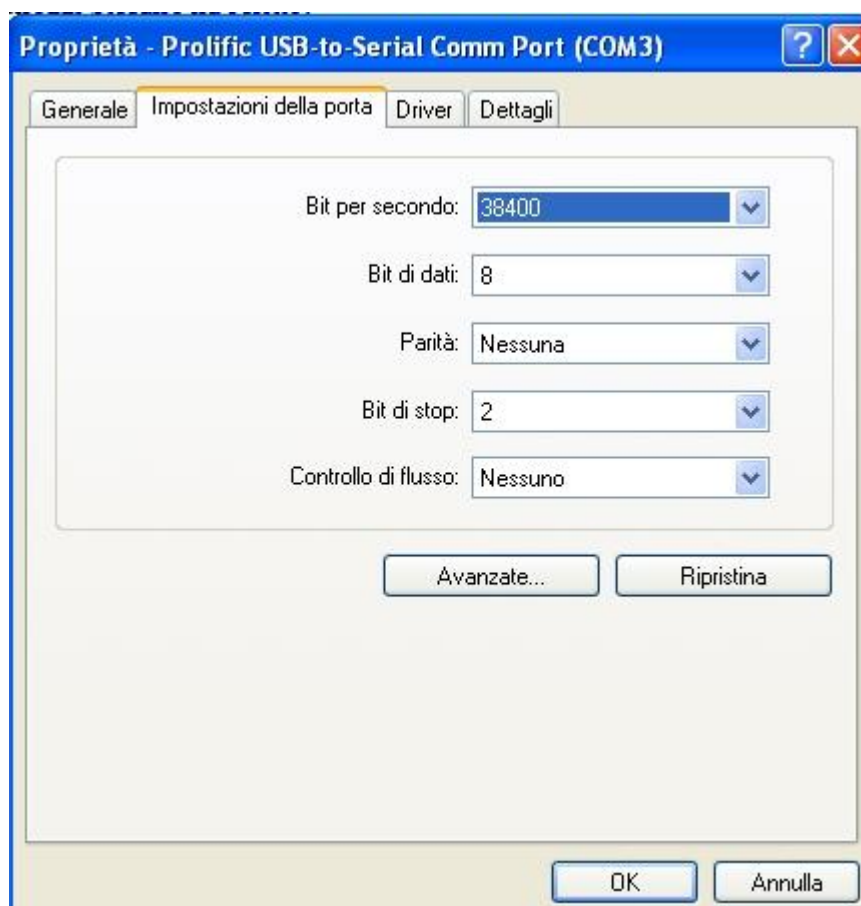 Proprietà - Prolific USB-to-Serial Comm Port (COM3)
Generale Impostazioni della porta Driver Dettagli
Bit per secondo: 38400
Bit di dati: 8
Parità: Nessuna
Bit di stop: 2
Controllo di flusso: Nessuno
Avanzate... Ripristina
OK Annulla